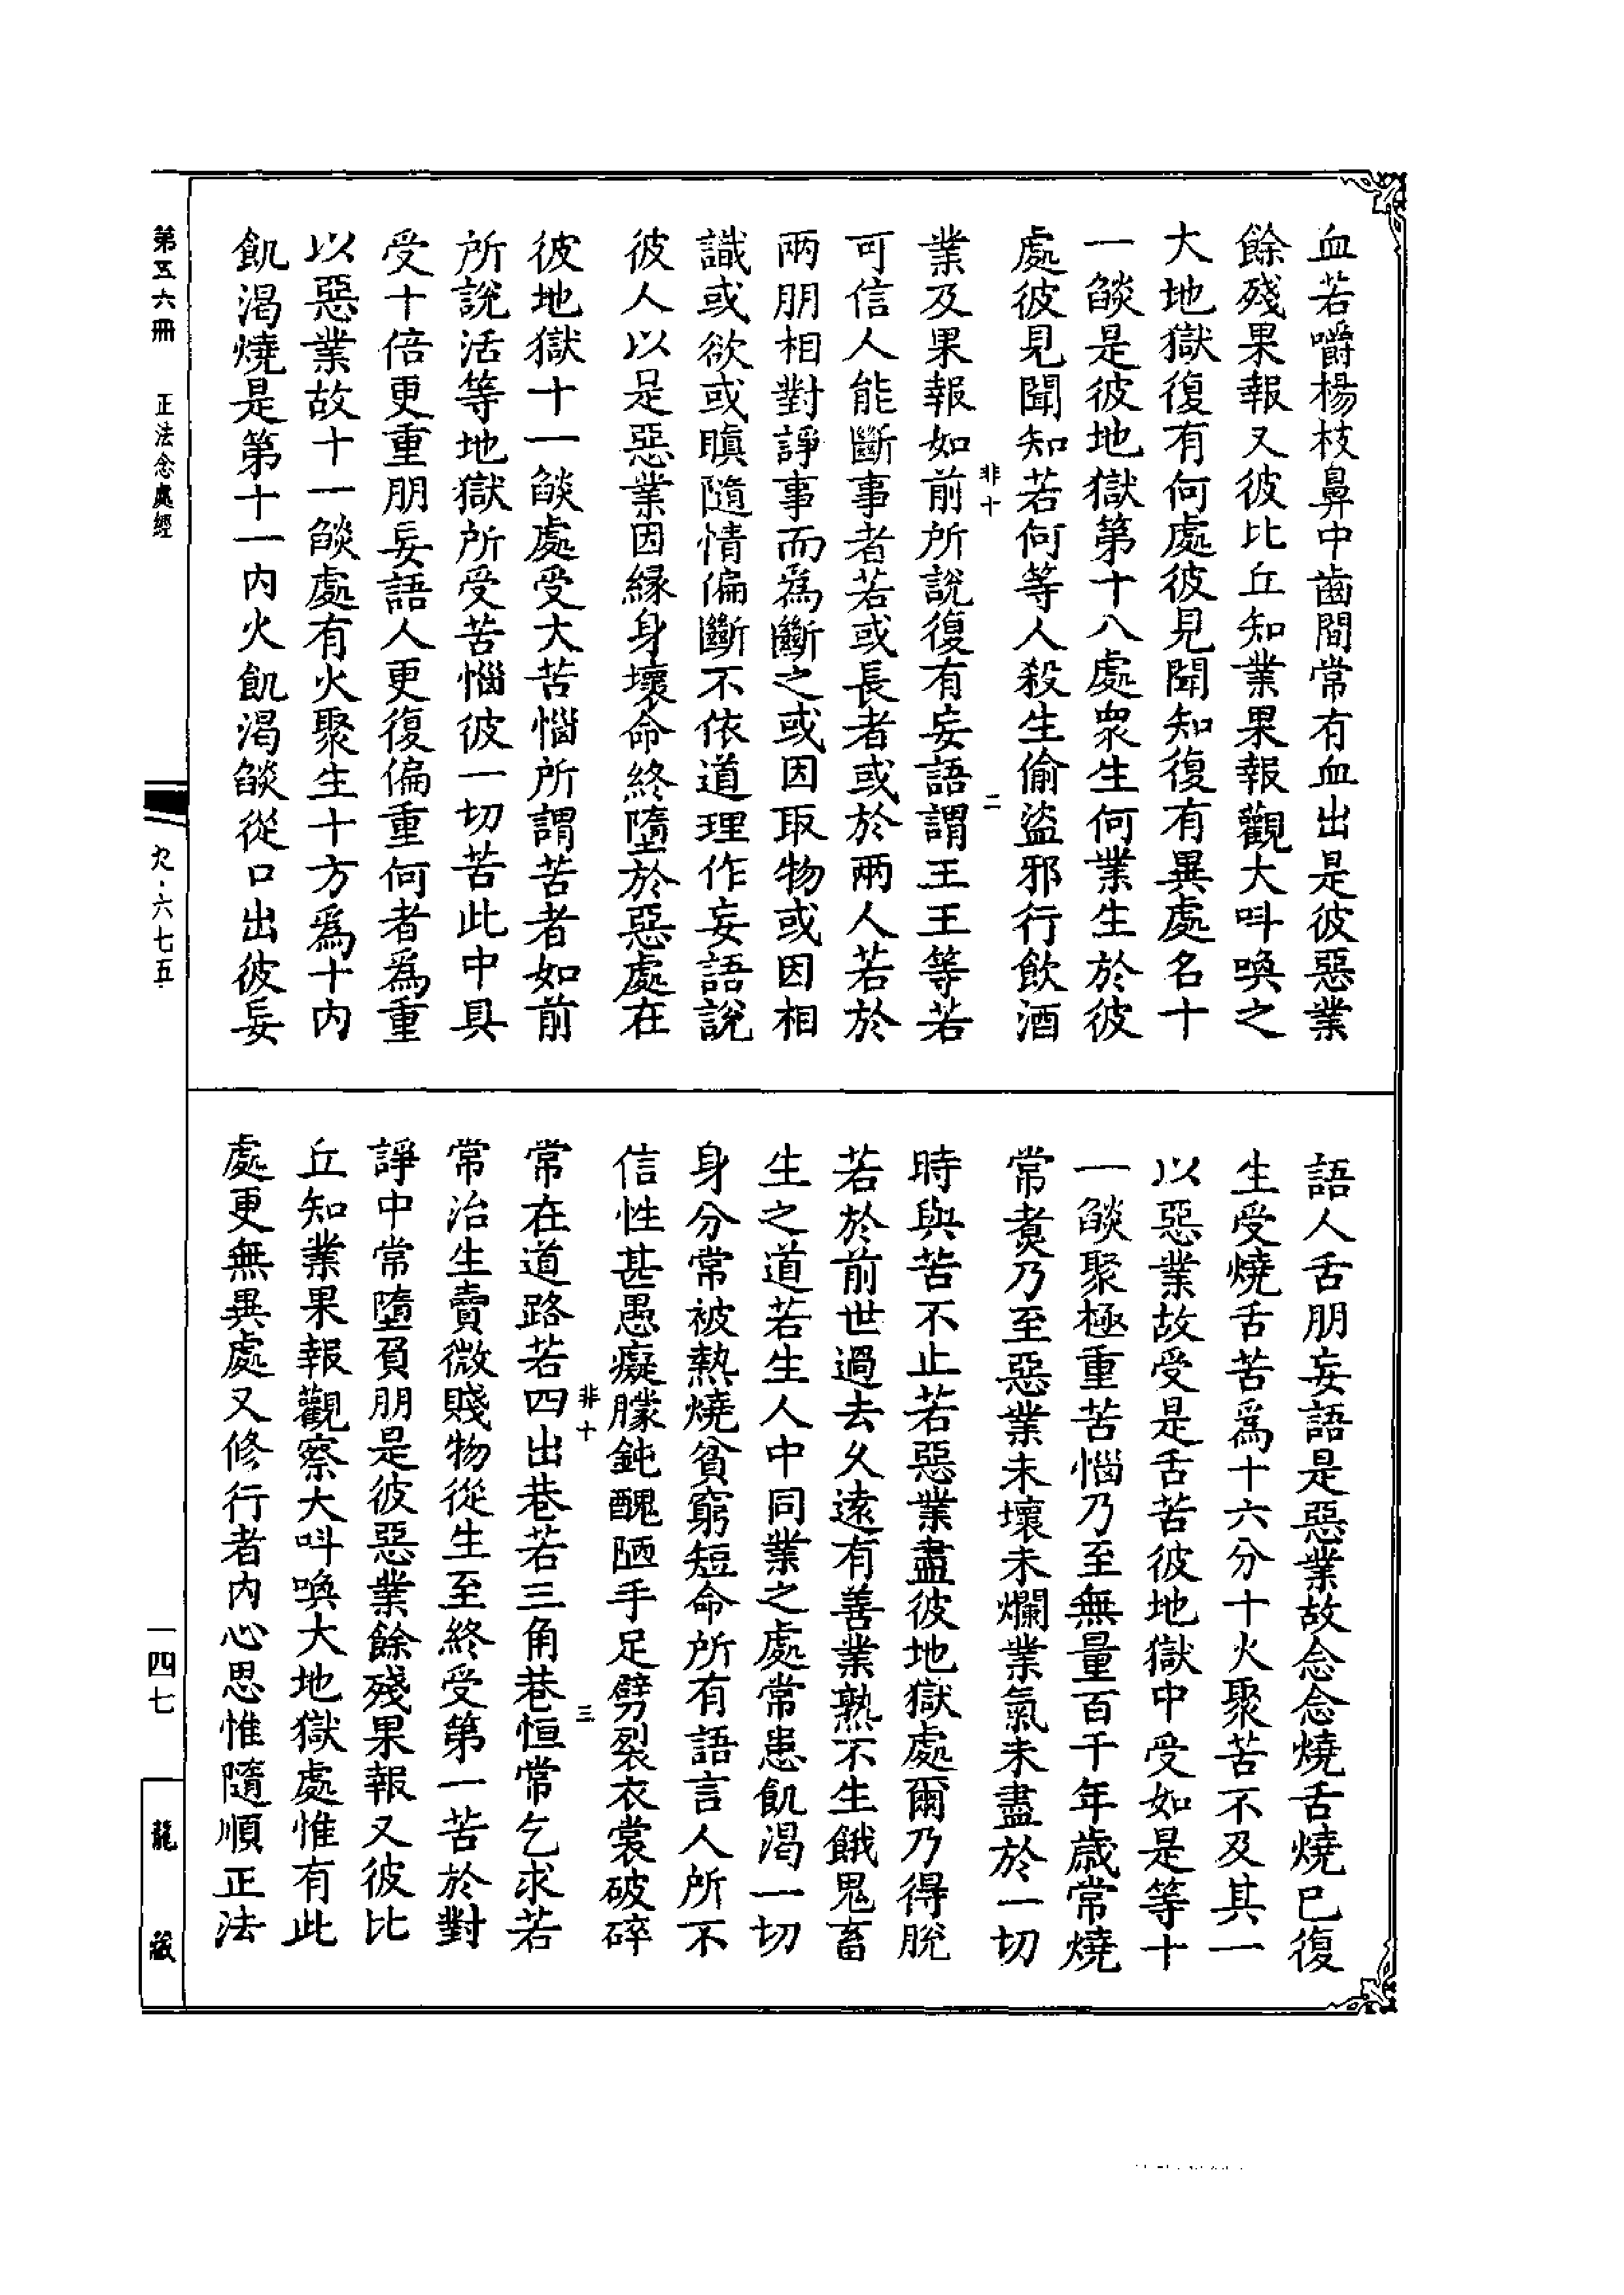 血若嚼楊枝鼻中齒間常有血出是彼惡業
餘殘果報又彼比丘知業果報觀大呌喚之
大地獄復有何處彼見聞知復有異處名十
一燄是彼地獄第十八處衆生何業生於彼
處彼見聞知若何等人殺生偷盜邪行飲酒
非十
二
業及果報如前所說復有妄語謂王王等若
可信人能斷事者若或長者或於兩人若於
兩朋相對諍事而爲斷之或因取物或因相
識或欲或瞋隨情偏斷不依道理作妄語說
彼人以是惡業因緣身壞命終墮於惡處在
彼地獄十一燄處受大苦惱所謂苦者如前
所說活等地獄所受苦惱彼一切苦此中具
受十倍更重朋妄語人更復偏重何者爲重
以惡業故十一燄處有火聚生十方爲十內
飢渴燒是第十一內火飢渴燄從口出彼妄
語人舌朋妄語是惡業故念念燒舌燒已復
生受燒舌苦爲十六分十火聚苦不及其一
以惡業故受是舌苦彼地獄中受如是等十
一燄聚極重苦惱乃至無量百千年歲常燒
常煑乃至惡業未壞未爛業氣未盡於一切
時與苦不止若惡業盡彼地獄處爾乃得脫
若於前世過去久遠有善業熟不生餓鬼畜
生之道若生人中同業之處常患飢渴一切
身分常被熱燒貧窮短命所有語言人所不
信性甚愚癡朦鈍醜陋手足劈裂衣裳破碎
非十
三
常在道路若四出巷若三角巷恒常乞求若
常治生賣微賤物從生至終受第一苦於對
諍中常墮負朋是彼惡業餘殘果報又彼比
丘知業果報觀察大呌喚大地獄處惟有此
處更無異處又修行者內心思惟隨順正法
第五六冊
正法念處經
九·六七五
一四七
龍藏